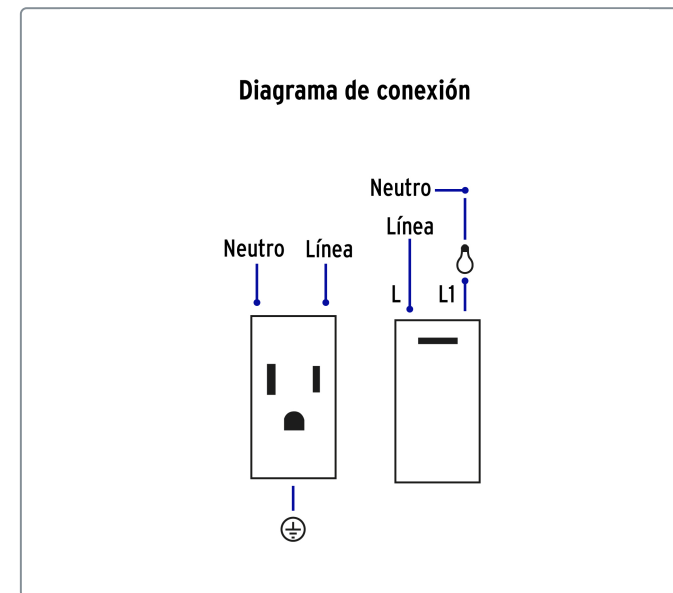 Diagrama de conexión
Neutro
Línea
Neutro Línea
L L1